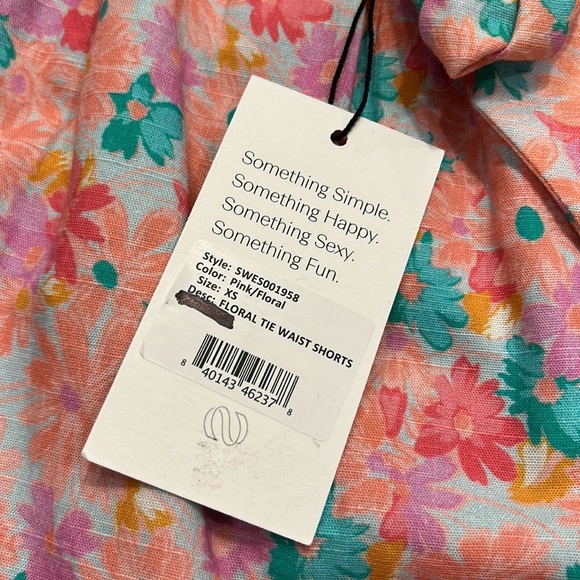 Something Simple.
Something Happy.
Something Sexy.
Something Fun.
Style: SWES001958
Color: Pink/Floral
Size: XS
Desc: FLORAL TIE WAIST SHORTS
8 40143 46237 8